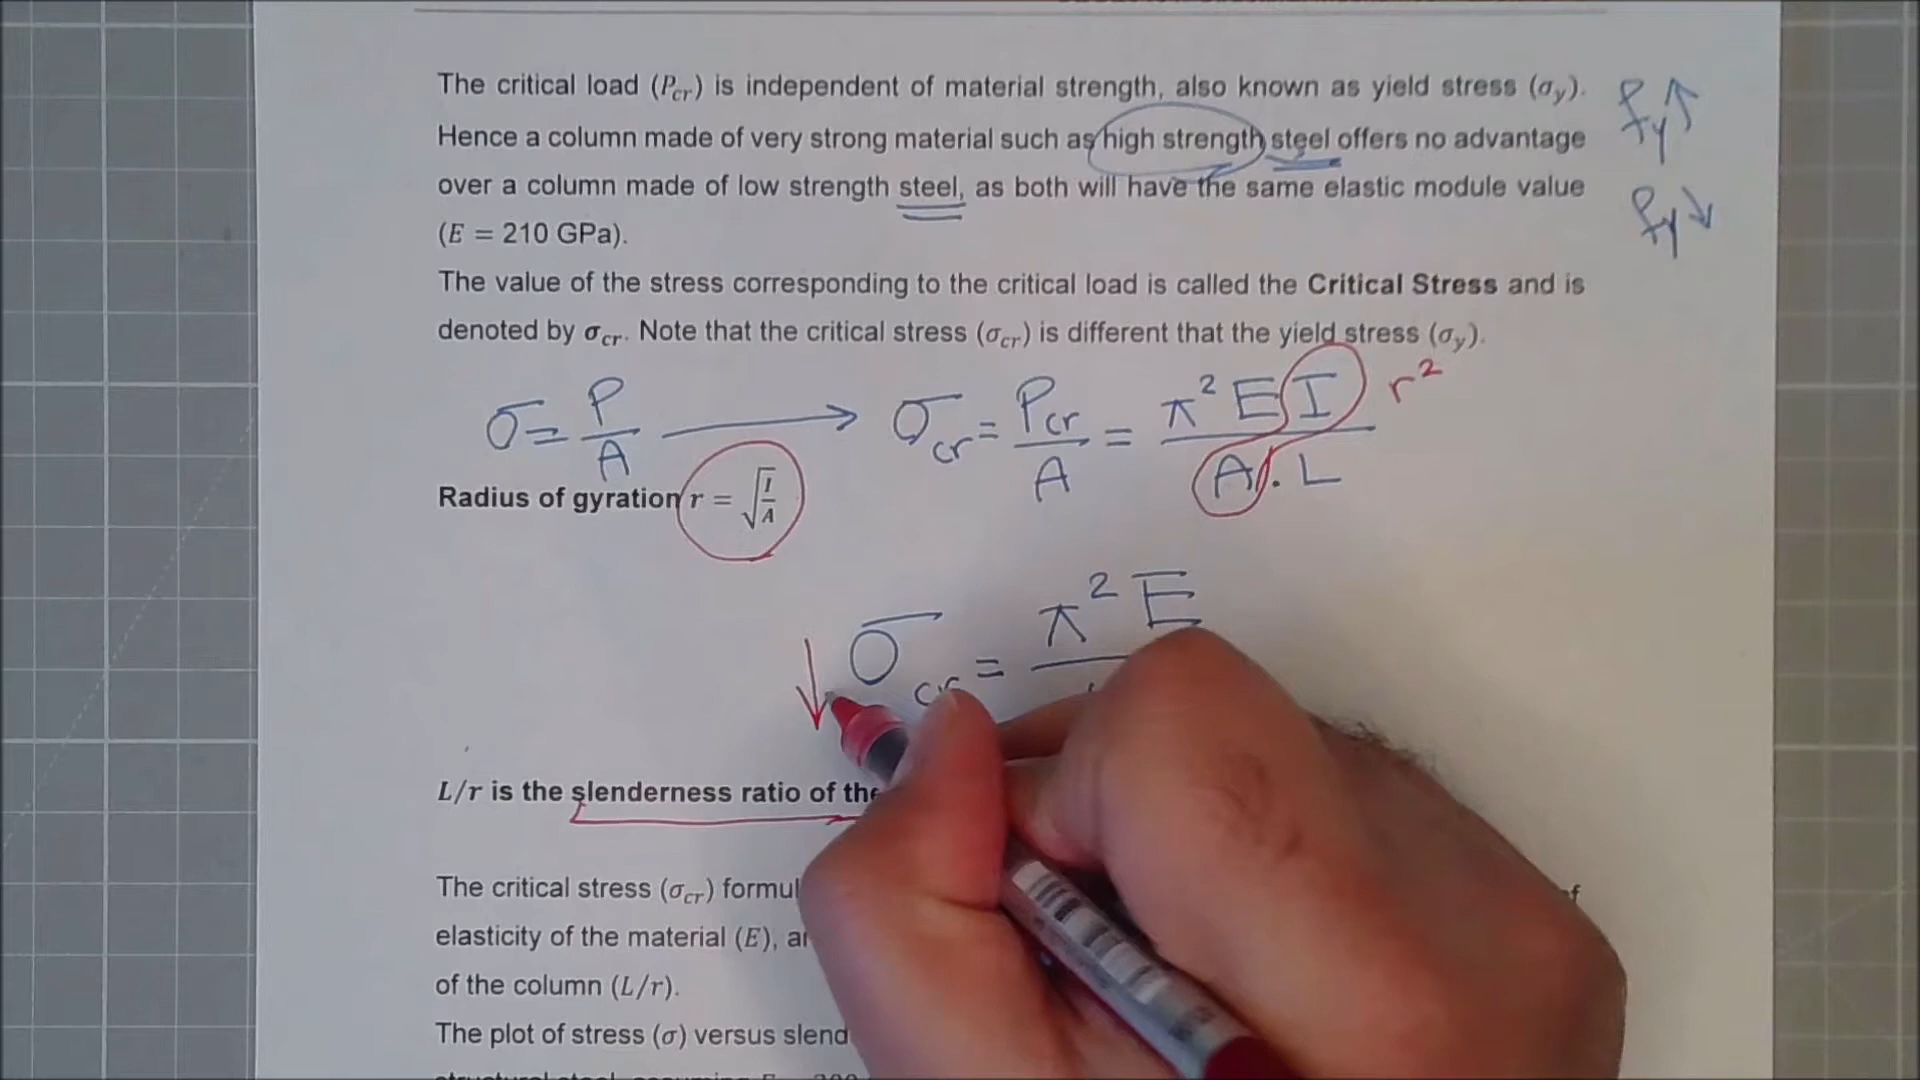 The critical load (Pcr) is independent of material strength, also known as yield stress (σy).
fy↑
Hence a column made of very strong material such as high strength steel offers no advantage
over a column made of low strength steel, as both will have the same elastic module value
fy↓
(E = 210 GPa).
The value of the stress corresponding to the critical load is called the Critical Stress and is
denoted by σcr. Note that the critical stress (σcr) is different that the yield stress (σy).
σ = P/A → σcr = Pcr/A = π² E I / A . L r²
Radius of gyration r = √I/A
↓ σcr = π² E
L/r is the slenderness ratio of the
The critical stress (σcr) formul of
elasticity of the material (E), an
of the column (L/r).
The plot of stress (σ) versus slend